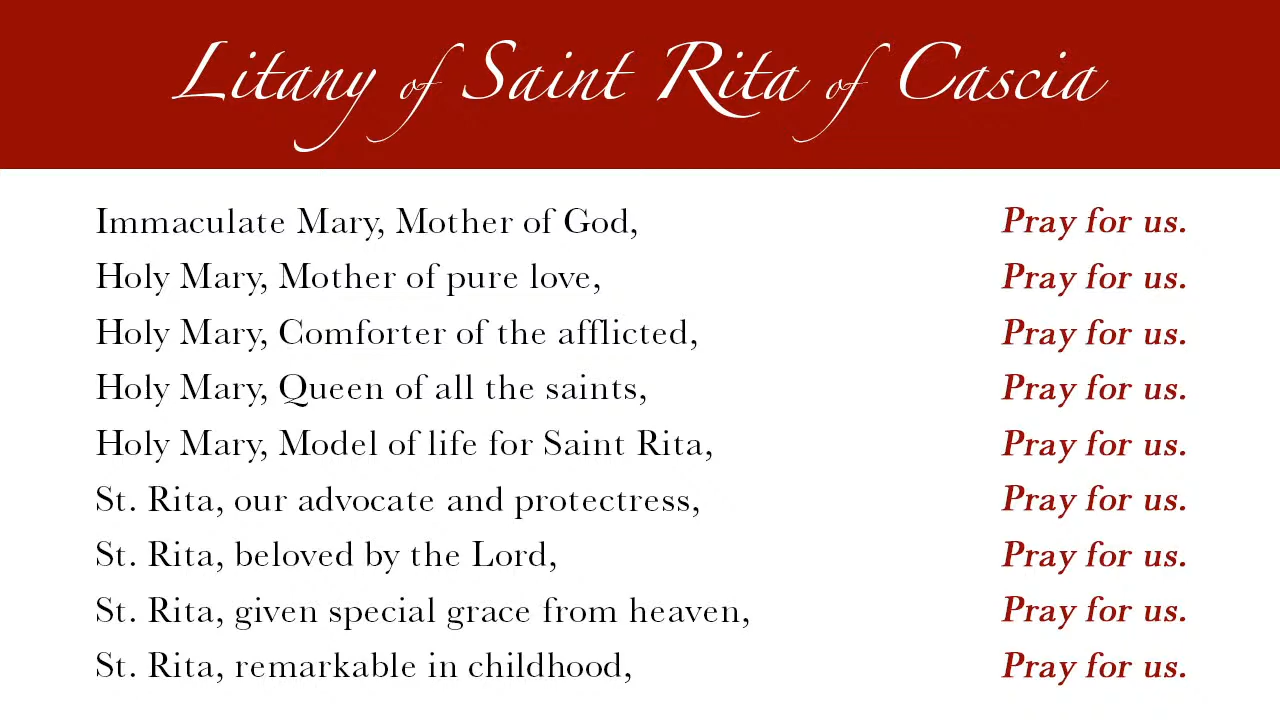 Litany of Saint Rita of Cascia
Immaculate Mary, Mother of God, Pray for us.
Holy Mary, Mother of pure love, Pray for us.
Holy Mary, Comforter of the afflicted, Pray for us.
Holy Mary, Queen of all the saints, Pray for us.
Holy Mary, Model of life for Saint Rita, Pray for us.
St. Rita, our advocate and protectress, Pray for us.
St. Rita, beloved by the Lord, Pray for us.
St. Rita, given special grace from heaven, Pray for us.
St. Rita, remarkable in childhood, Pray for us.